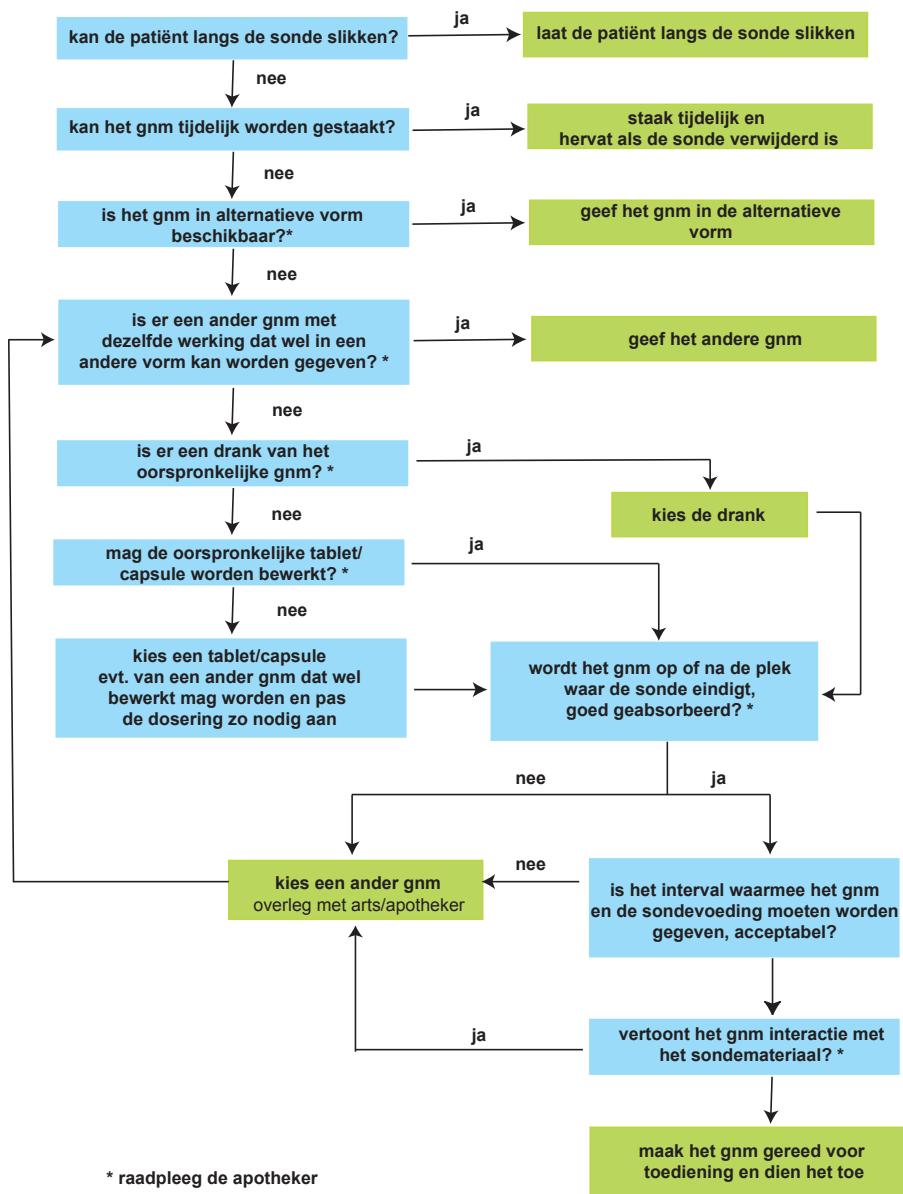 kan de patiënt langs de sonde slikken?
ja
laat de patiënt langs de sonde slikken
nee
kan het gnm tijdelijk worden gestaakt?
ja
staak tijdelijk en
hervat als de sonde verwijderd is
nee
is het gnm in alternatieve vorm
beschikbaar?*
ja
geef het gnm in de alternatieve
vorm
nee
is er een ander gnm met
dezelfde werking dat wel in een
andere vorm kan worden gegeven? *
ja
geef het andere gnm
nee
is er een drank van het
oorspronkelijke gnm? *
ja
kies de drank
nee
mag de oorspronkelijke tablet/
capsule worden bewerkt? *
ja
nee
kies een tablet/capsule
evt. van een ander gnm dat wel
bewerkt mag worden en pas
de dosering zo nodig aan
wordt het gnm op of na de plek
waar de sonde eindigt,
goed geabsorbeerd? *
nee
ja
kies een ander gnm
overleg met arts/apotheker
nee
is het interval waarmee het gnm
en de sondevoeding moeten worden
gegeven, acceptabel?
ja
vertoont het gnm interactie met
het sondemateriaal? *
maak het gnm gereed voor
toediening en dien het toe
* raadpleeg de apotheker